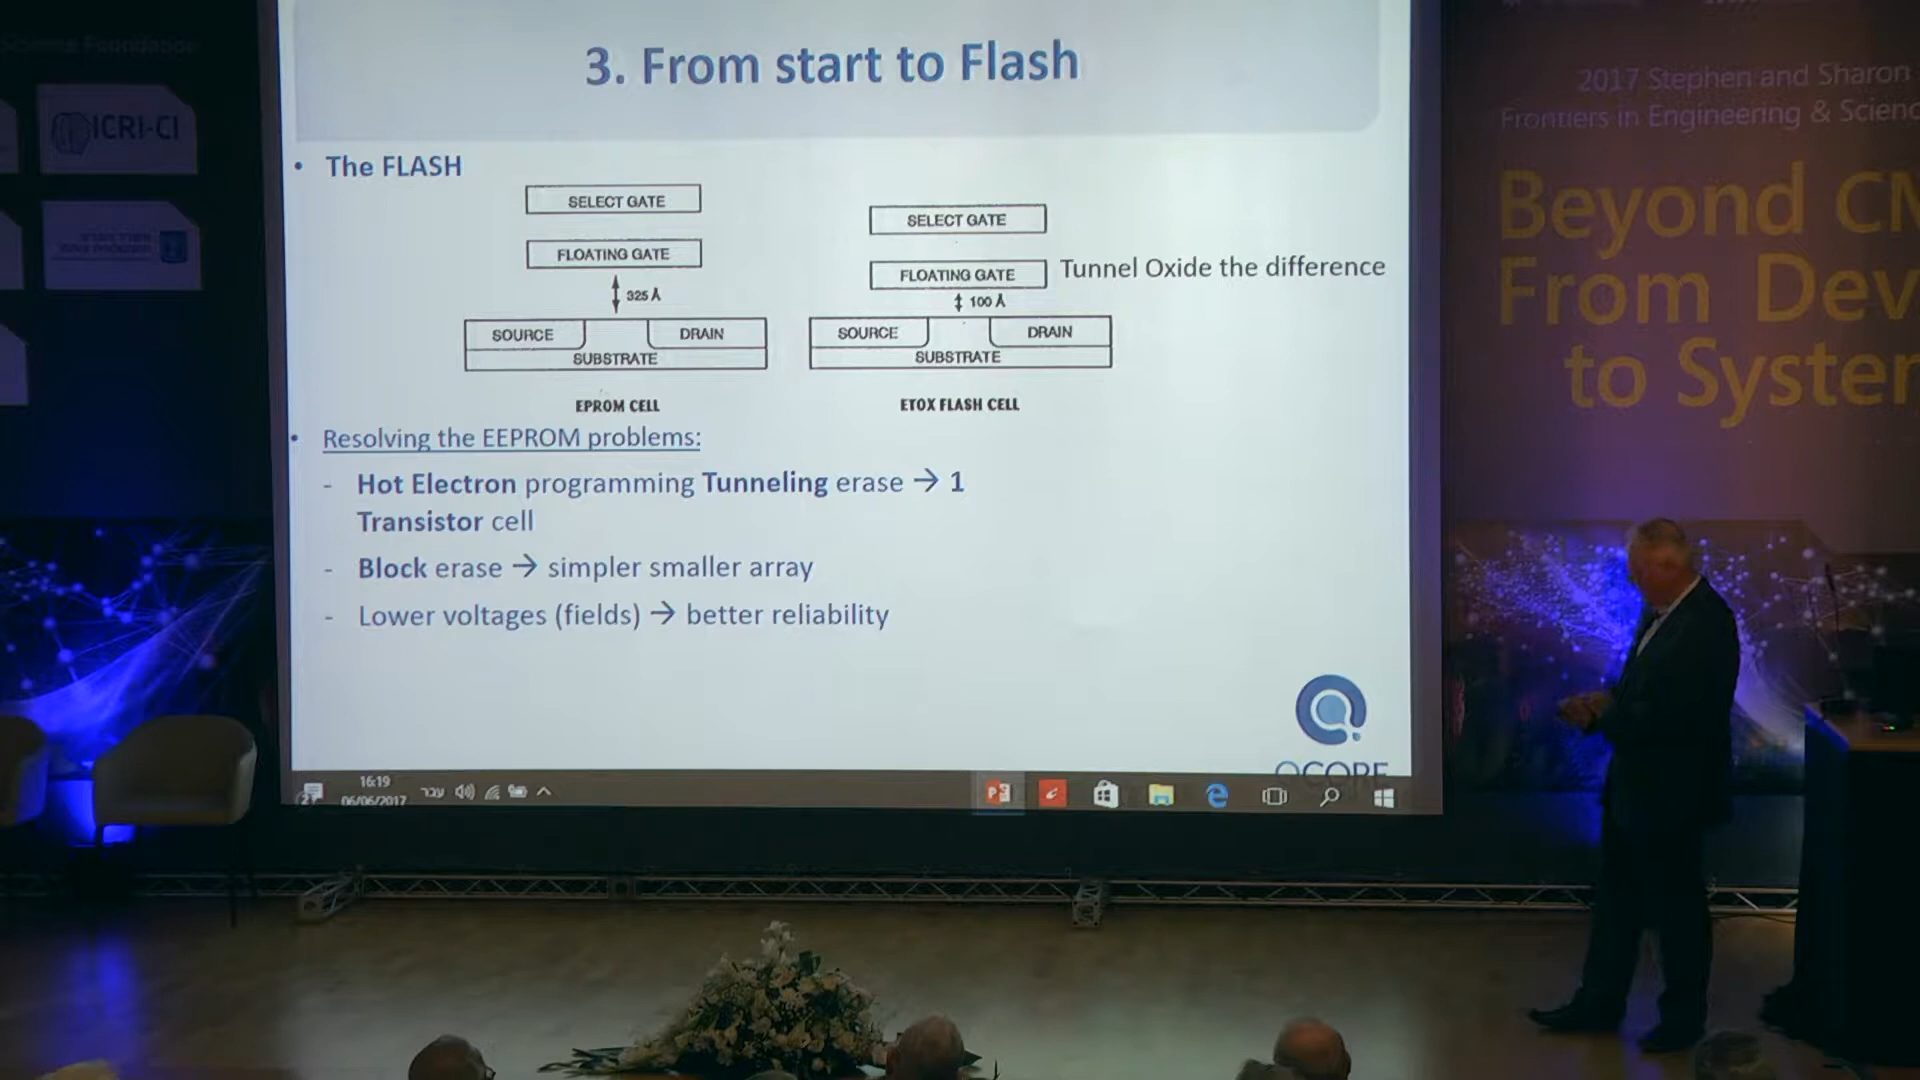 3. From start to Flash
• The FLASH
SELECT GATE
FLOATING GATE
325 Å
SOURCE
DRAIN
SUBSTRATE
EPROM CELL
SELECT GATE
FLOATING GATE
Tunnel Oxide the difference
100 Å
SOURCE
DRAIN
SUBSTRATE
ETOX FLASH CELL
• Resolving the EEPROM problems:
- Hot Electron programming Tunneling erase → 1
Transistor cell
- Block erase → simpler smaller array
- Lower voltages (fields) → better reliability
QCORE
16:19
06/06/2017
עבר
ICRI-CI
Foundation
2017 Stephen and Sharon
Frontiers in Engineering & Scienc
Beyond CM
From Dev
to System